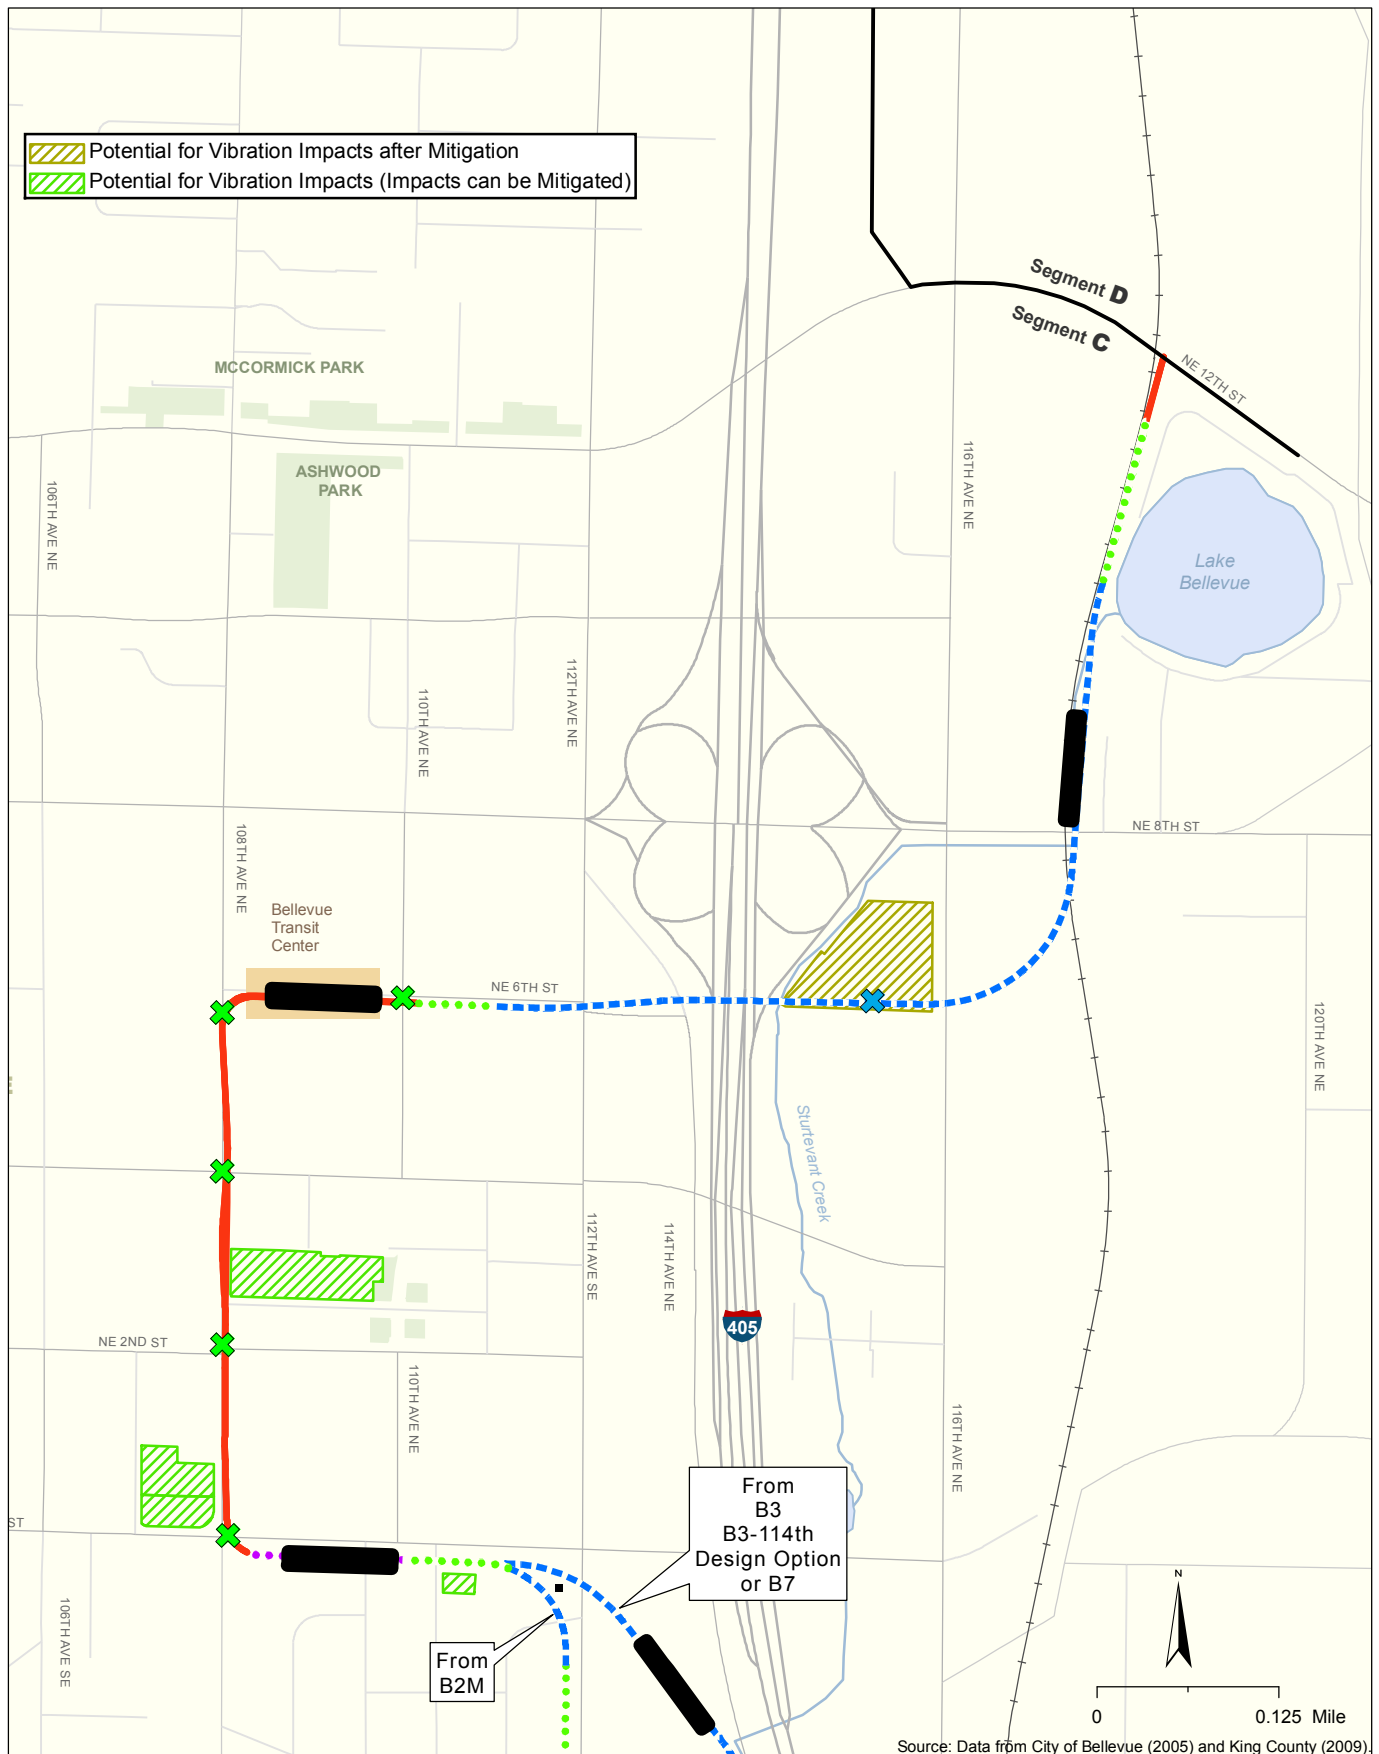 Potential for Vibration Impacts after Mitigation
Potential for Vibration Impacts (Impacts can be Mitigated)
Segment D
Segment C
NE 12TH ST
MCCORMICK PARK
ASHWOOD
PARK
106TH AVE NE
116TH AVE NE
Lake
Bellevue
110TH AVE NE
112TH AVE NE
NE 8TH ST
108TH AVE NE
Bellevue
Transit
Center
NE 6TH ST
120TH AVE NE
Sturtevant Creek
112TH AVE SE
114TH AVE NE
405
NE 2ND ST
110TH AVE NE
116TH AVE NE
From
B3
B3-114th
Design Option
or B7
ST
106TH AVE SE
From
B2M
N
0 0.125 Mile
Source: Data from City of Bellevue (2005) and King County (2009).